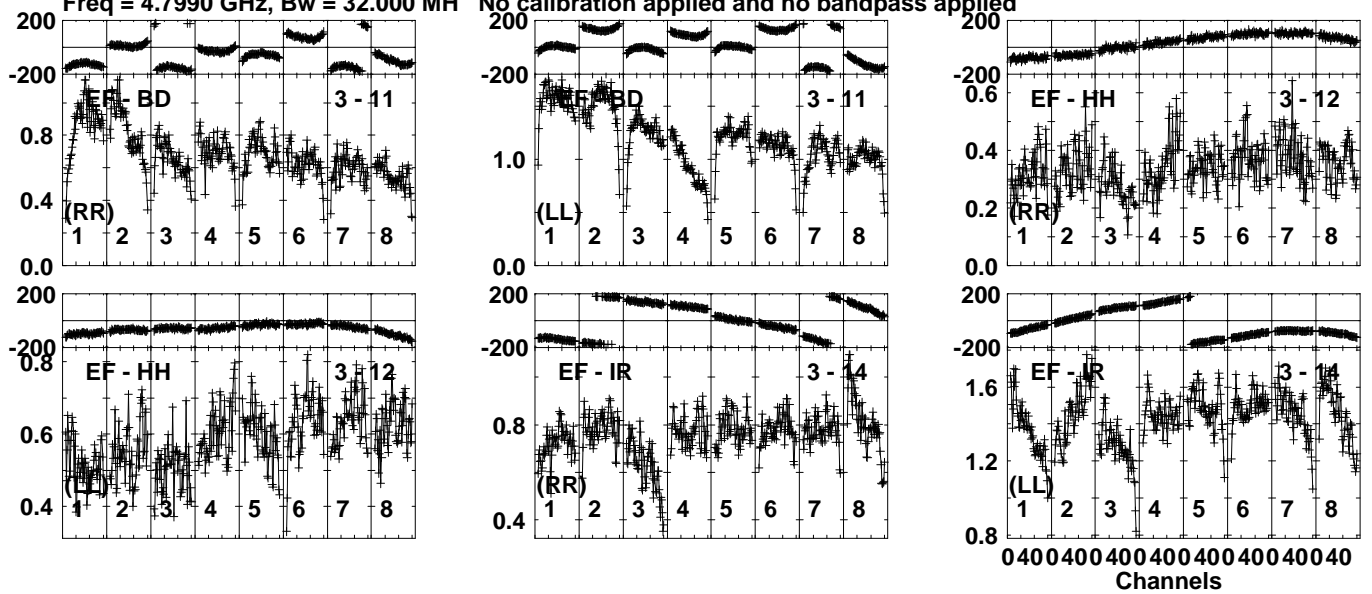 Freq = 4.7990 GHz, Bw = 32.000 MH No calibration applied and no bandpass applied
200
-200
EF - BD 3 - 11
0.8
0.4
(RR)
1 2 3 4 5 6 7 8
0.0
EF - BD 3 - 11
1.0
(LL)
1 2 3 4 5 6 7 8
0.0
200
-200
0.6
EF - HH 3 - 12
0.4
0.2
(RR)
1 2 3 4 5 6 7 8
0.0
200
-200
0.8
EF - HH 3 - 12
0.6
(LL)
0.4
1 2 3 4 5 6 7 8
200
-200
EF - IR 3 - 14
0.8
(RR)
1 2 3 4 5 6 7 8
0.4
200
-200
EF - IR 3 - 14
1.6
1.2
(LL)
1 2 3 4 5 6 7 8
0.8
0 40 0 40 0 40 0 40 0 40 0 40 0 40 0 40
Channels